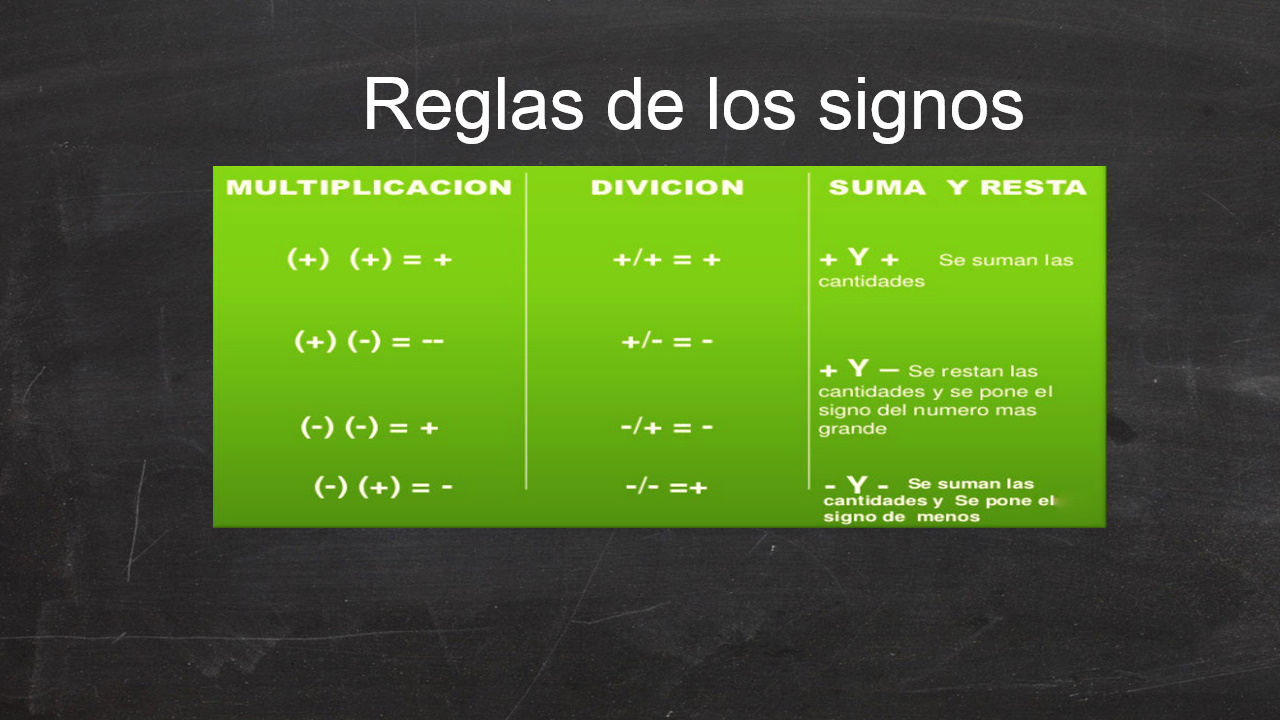 Reglas de los signos
MULTIPLICACION
(+) (+) = +
(+) (-) = --
(-) (-) = +
(-) (+) = -
DIVICION
+/+ = +
+/- = -
-/+ = -
-/- =+
SUMA Y RESTA
+ Y + Se suman las
cantidades
+ Y – Se restan las
cantidades y se pone el
signo del numero mas
grande
- Y - Se suman las
cantidades y Se pone el
signo de menos